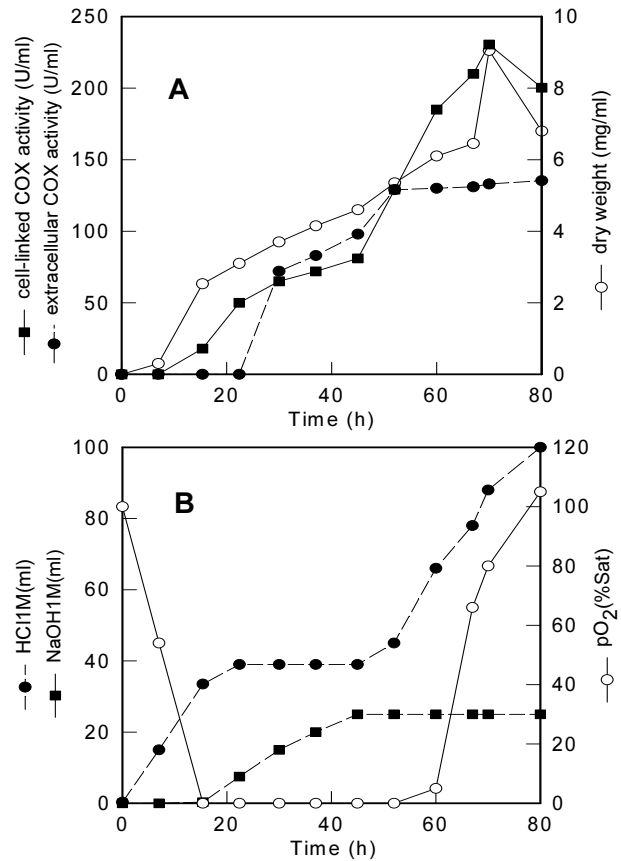 A
cell-linked COX activity (U/ml)
extracellular COX activity (U/ml)
250
200
150
100
50
0
10
8
6
4
2
0
dry weight (mg/ml)
0 20 40 60 80
Time (h)
B
HCl1M(ml)
NaOH1M(ml)
100
80
60
40
20
0
120
100
80
60
40
20
0
pO2(%Sat)
0 20 40 60 80
Time (h)